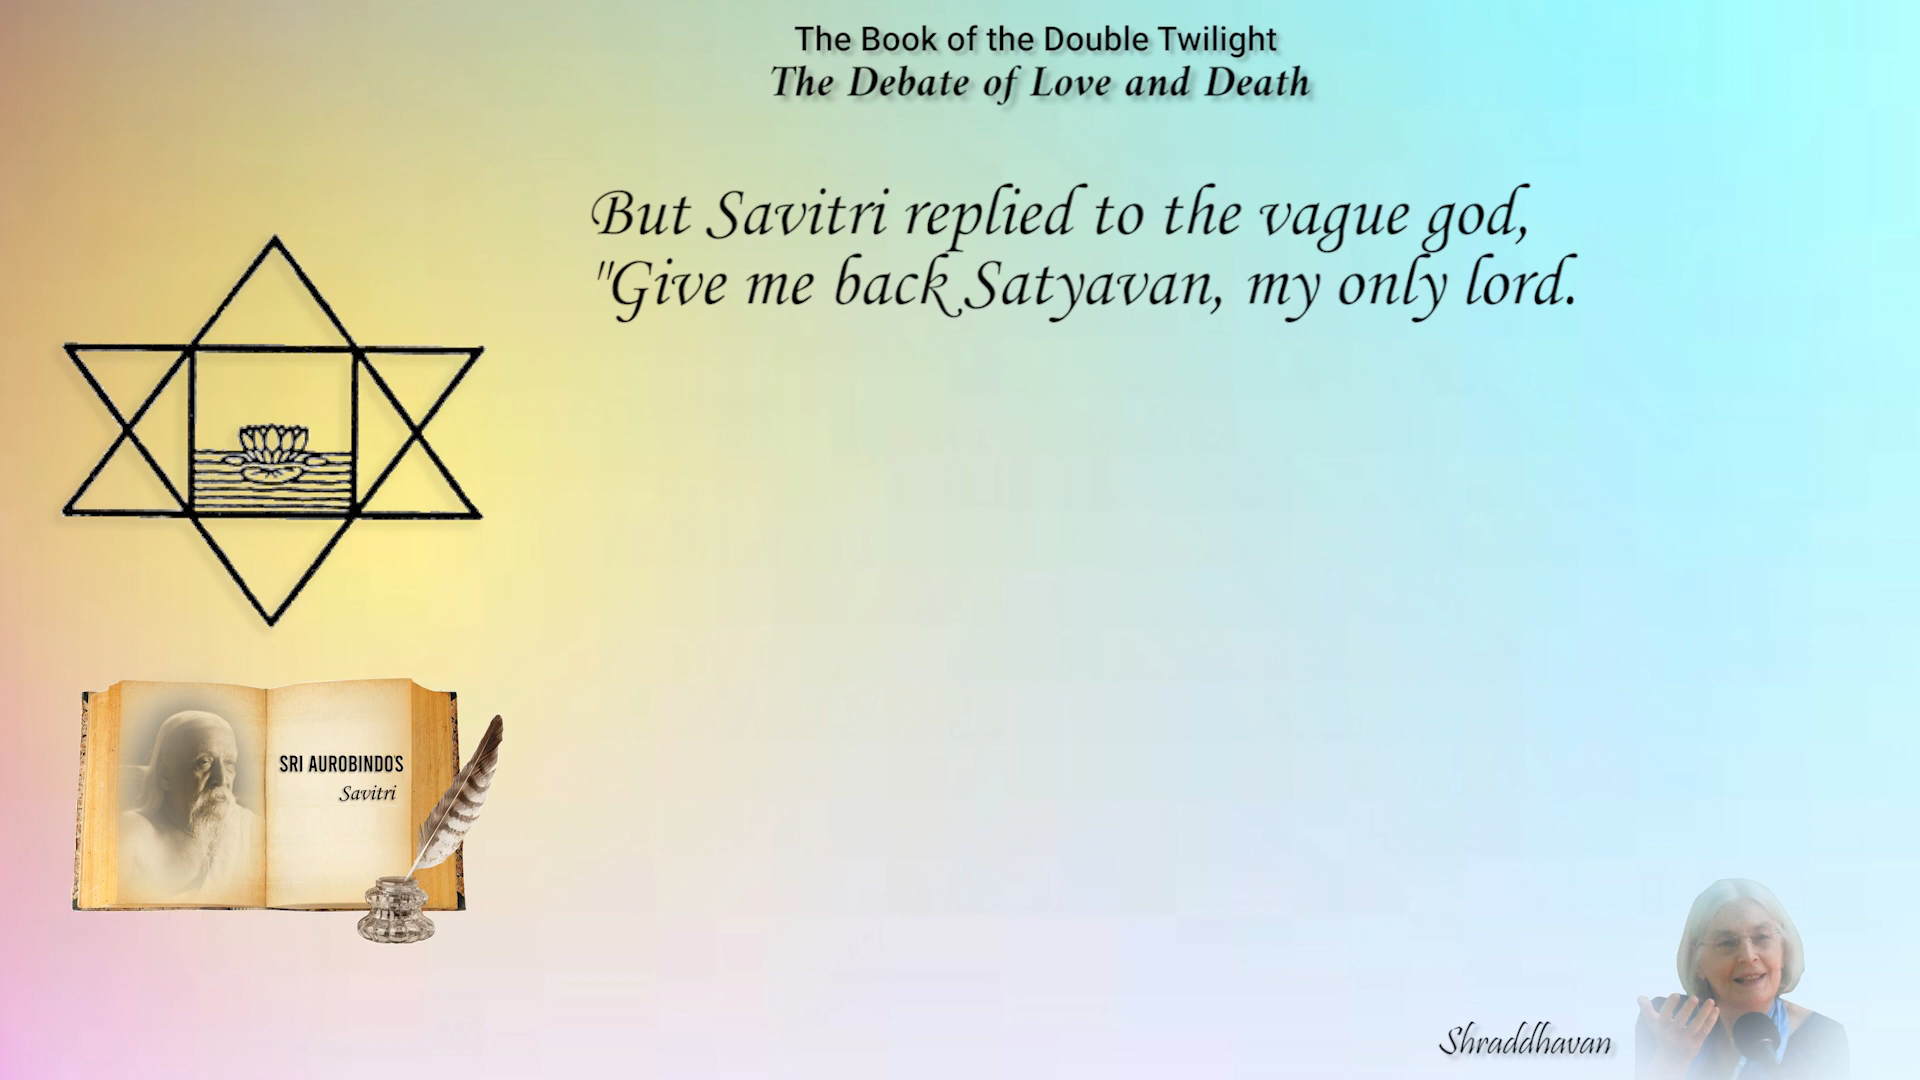 The Book of the Double Twilight
The Debate of Love and Death
But Savitri replied to the vague god,
"Give me back Satyavan, my only lord.
SRI AUROBINDO'S
Savitri
Shraddhavan